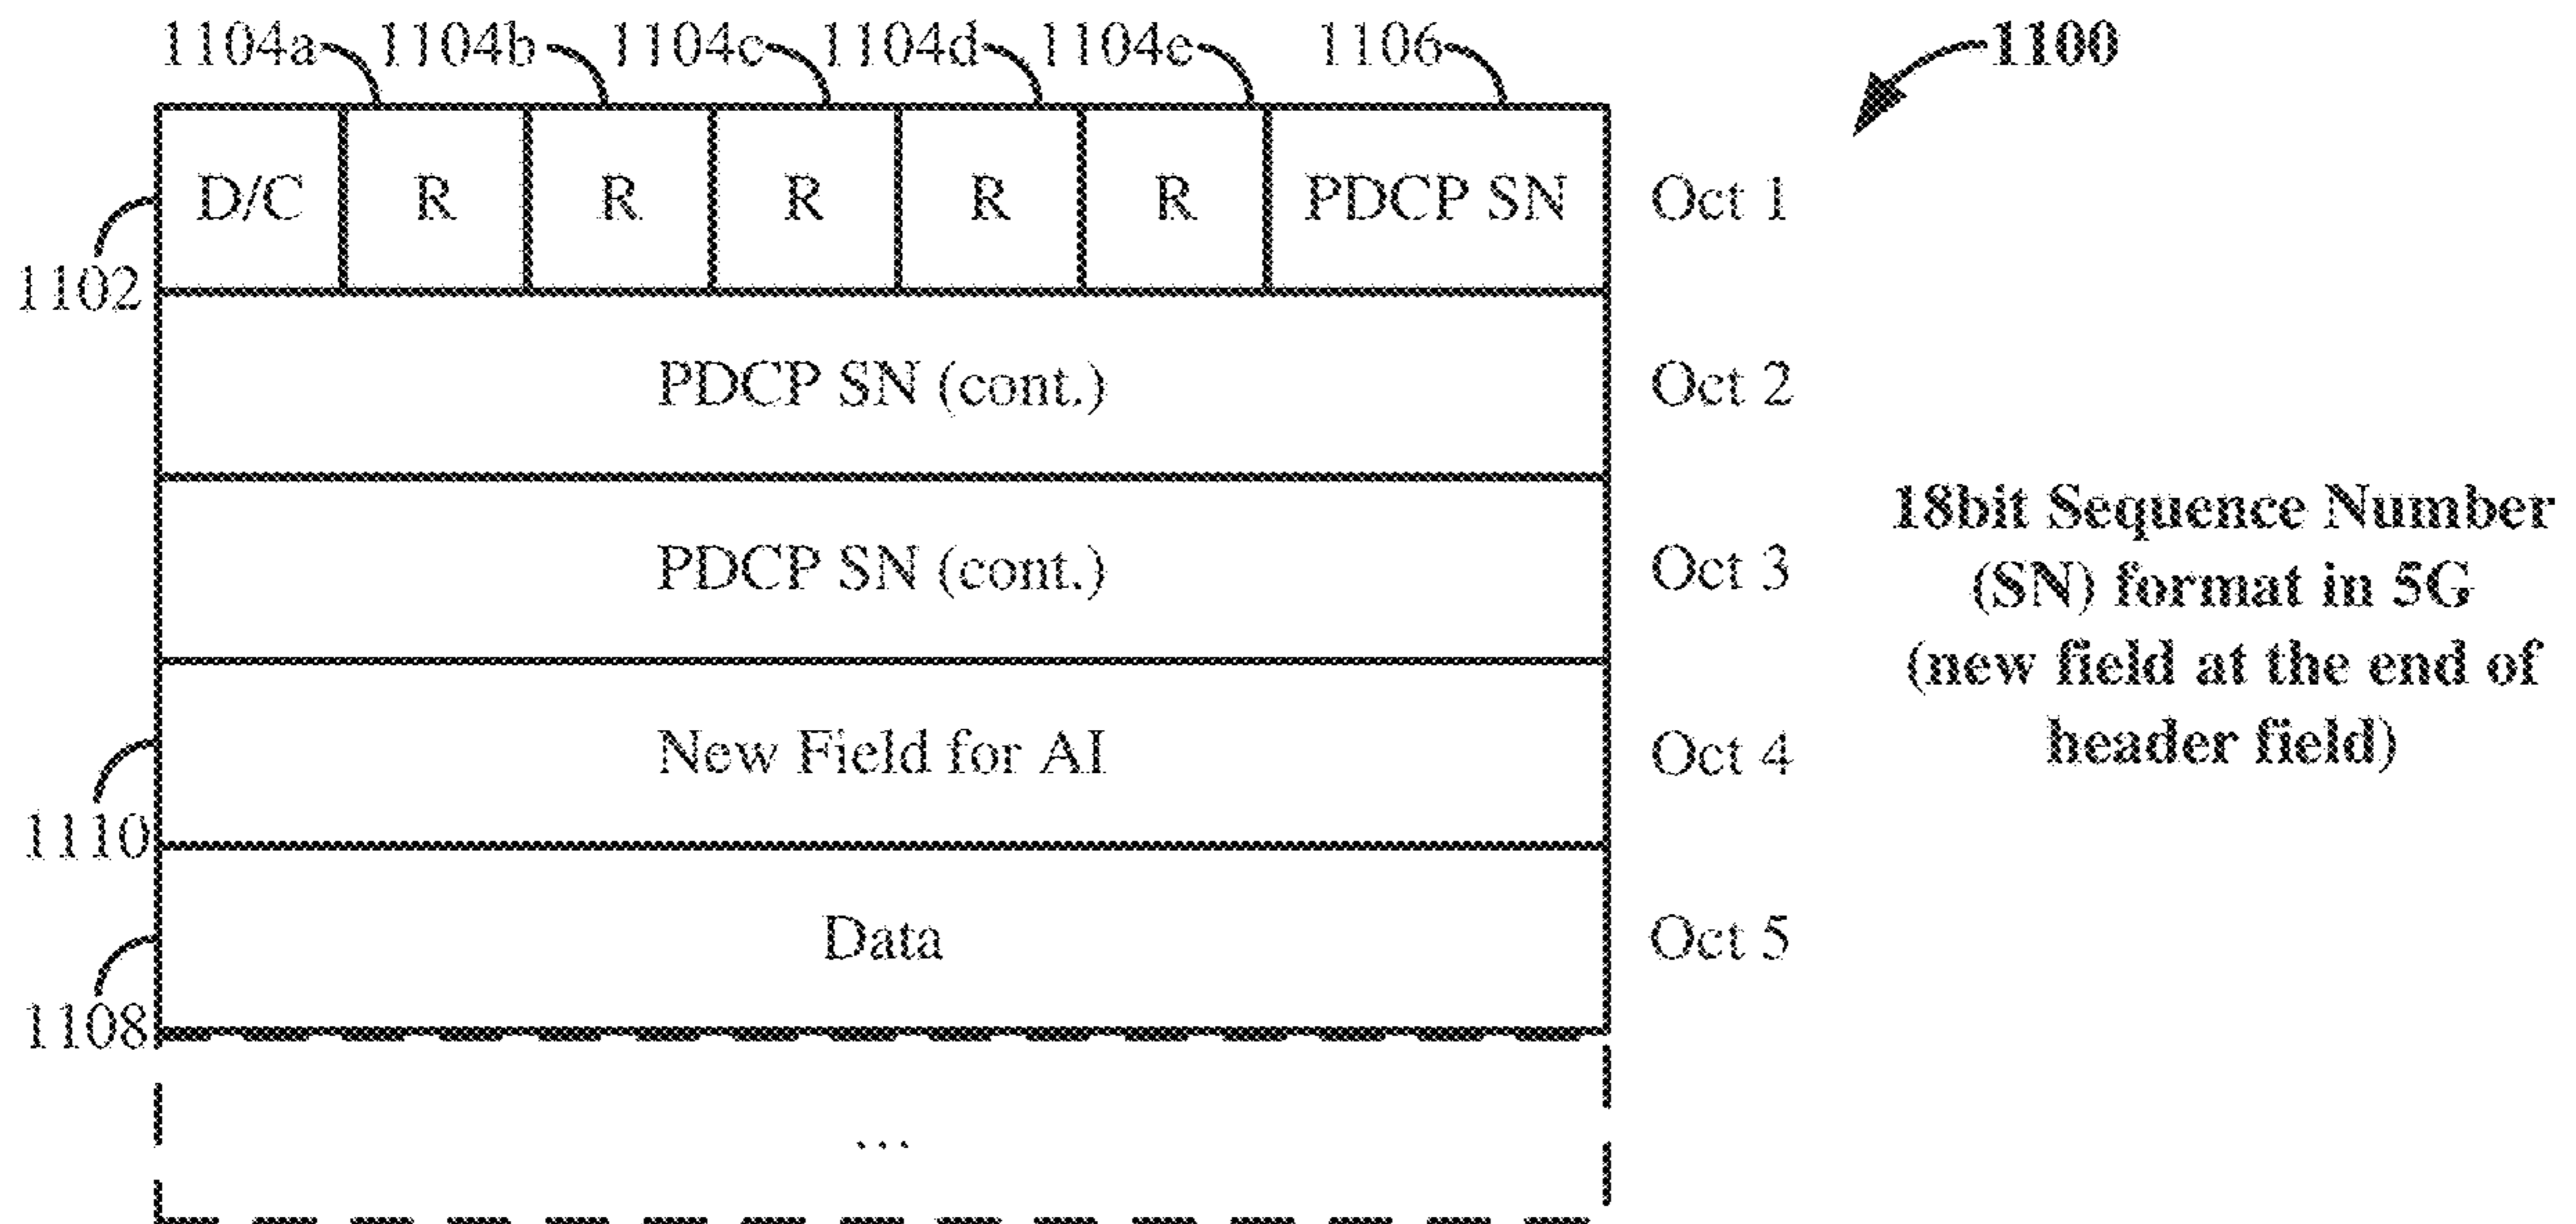 1104a 1104b 1104c 1104d 1104e 1106 1100
D/C R R R R R PDCP SN Oct 1
1102
PDCP SN (cont.) Oct 2
PDCP SN (cont.) Oct 3
18bit Sequence Number
(SN) format in 5G
(new field at the end of
header field)
New Field for AI Oct 4
1110
Data Oct 5
1108
...